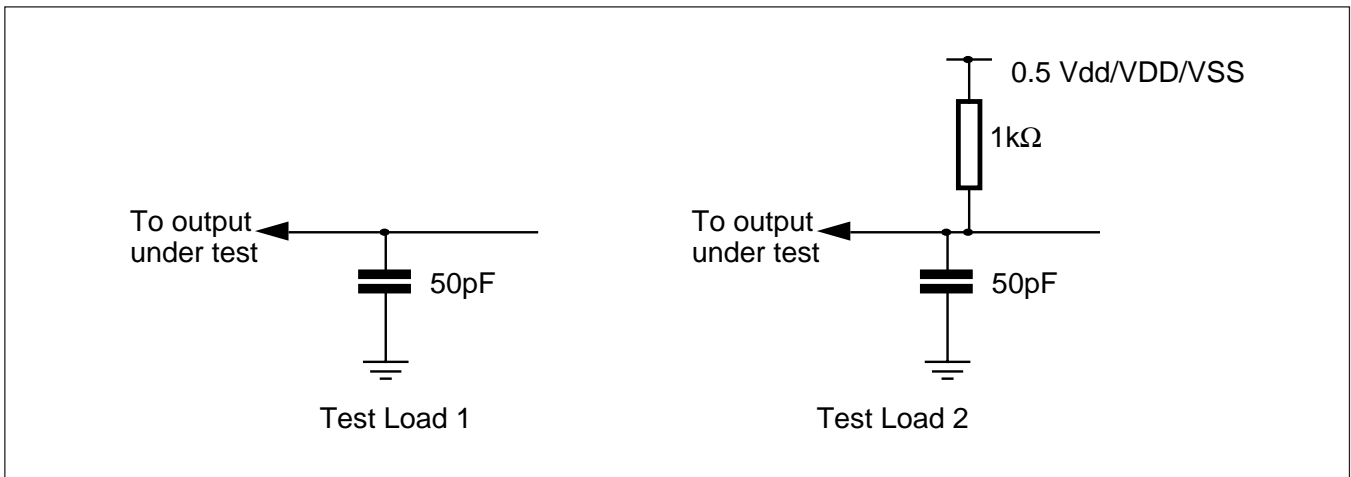 0.5 Vdd/VDD/VSS
1kΩ
To output
under test
50pF
Test Load 1
To output
under test
50pF
Test Load 2